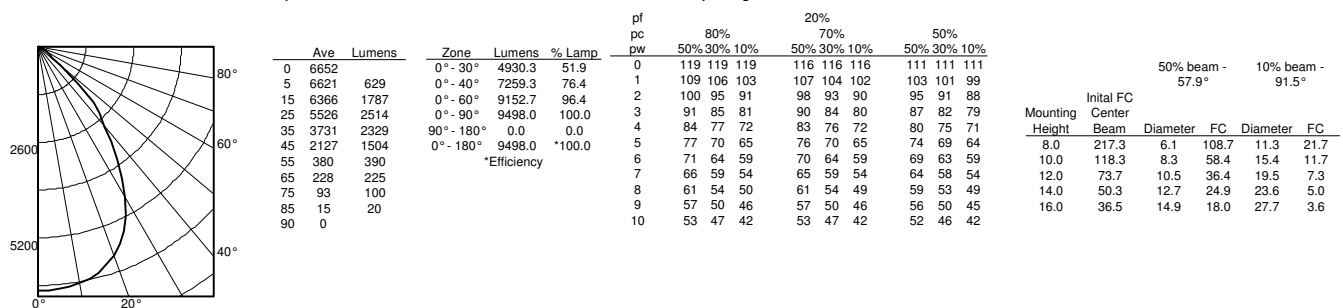 80°
60°
40°
20°
0°
2600
5200
Ave Lumens
0 6652
5 6621 629
15 6366 1787
25 5526 2514
35 3731 2329
45 2127 1504
55 380 390
65 228 225
75 93 100
85 15 20
90 0
Zone Lumens % Lamp
0° - 30° 4930.3 51.9
0° - 40° 7259.3 76.4
0° - 60° 9152.7 96.4
0° - 90° 9498.0 100.0
90° - 180° 0.0 0.0
0° - 180° 9498.0 *100.0
*Efficiency
pf 20%
pc 80% 70% 50%
pw 50% 30% 10% 50% 30% 10% 50% 30% 10%
0 119 119 119 116 116 116 111 111 111
1 109 106 103 107 104 102 103 101 99
2 100 95 91 98 93 90 95 91 88
3 91 85 81 90 84 80 87 82 79
4 84 77 72 83 76 72 80 75 71
5 77 70 65 76 70 65 74 69 64
6 71 64 59 70 64 59 69 63 59
7 66 59 54 65 59 54 64 58 54
8 61 54 50 61 54 49 59 53 49
9 57 50 46 57 50 46 56 50 45
10 53 47 42 53 47 42 52 46 42
50% beam - 10% beam -
57.9° 91.5°
Inital FC
Mounting Center
Height Beam Diameter FC Diameter FC
8.0 217.3 6.1 108.7 11.3 21.7
10.0 118.3 8.3 58.4 15.4 11.7
12.0 73.7 10.5 36.4 19.5 7.3
14.0 50.3 12.7 24.9 23.6 5.0
16.0 36.5 14.9 18.0 27.7 3.6